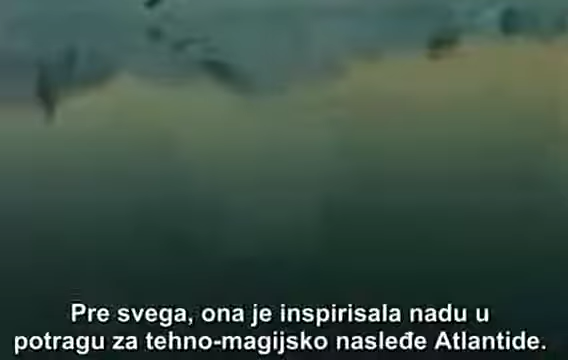 Pre svega, ona je inspirisala nadu u
potragu za tehno-magijsko nasleđe Atlantide.